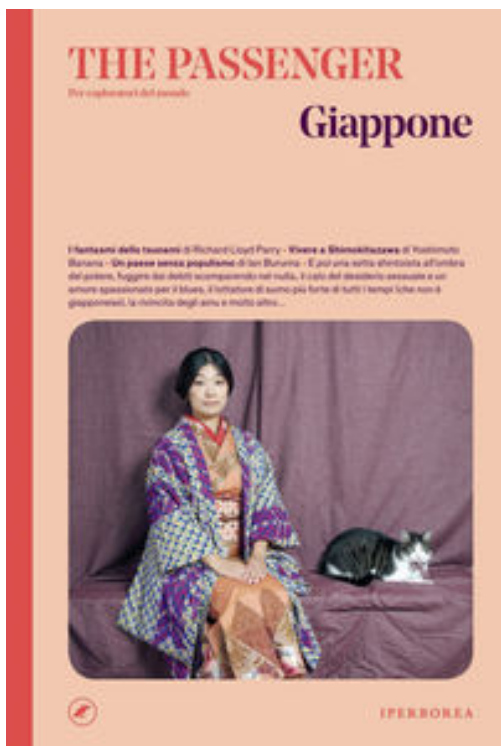 THE PASSENGER
Per esploratori del mondo
Giappone
I fantasmi dello tsunami di Richard Lloyd Parry - Vivere a Shimokitazawa di Yoshimoto
Banana - Un paese senza populismo di Ian Buruma - E poi una setta shintoista all'ombra
del potere, fuggire dai debiti scomparendo nel nulla, il calo del desiderio sessuale e un
amore spassionato per il blues, il lottatore di sumo più forte di tutti i tempi (che non è
giapponese), la rivincita degli ainu e molto altro...
IPERBOREA